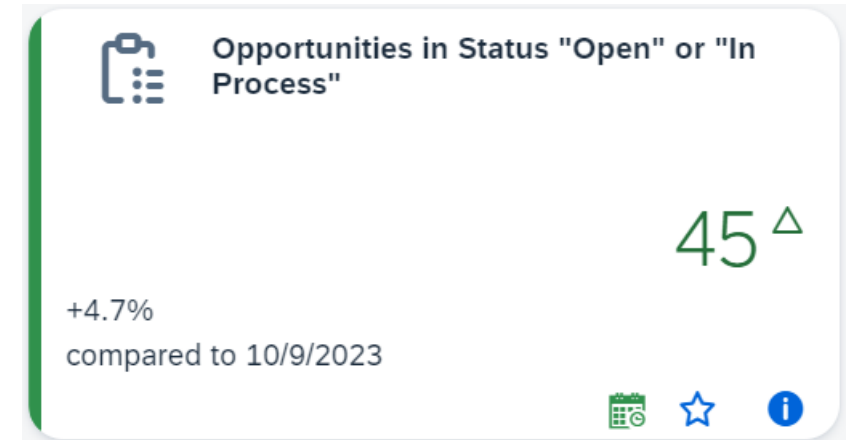 Opportunities in Status "Open" or "In
Process"
45
+4.7%
compared to 10/9/2023